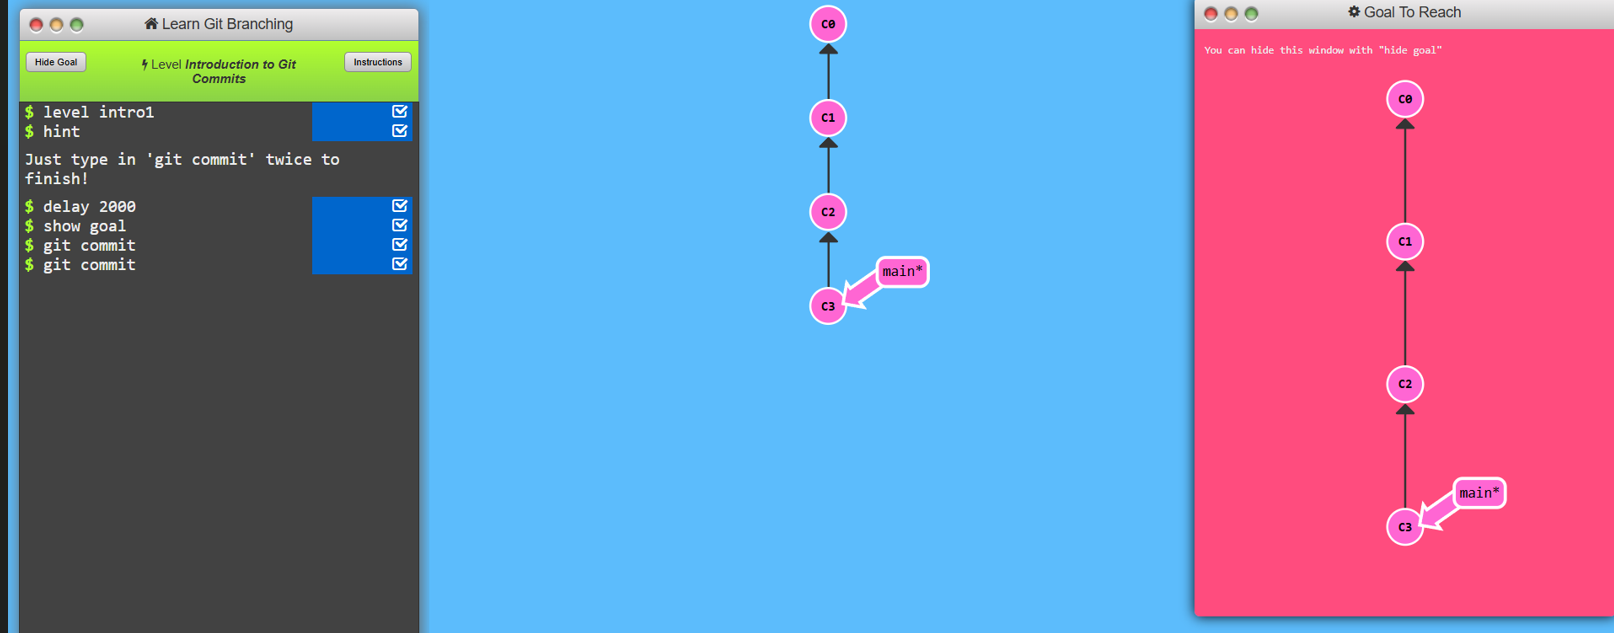 Learn Git Branching
Hide Goal
Level Introduction to Git
Commits
Instructions
$ level intro1
$ hint
Just type in 'git commit' twice to
finish!
$ delay 2000
$ show goal
$ git commit
$ git commit
C0
C1
C2
main*
C3
Goal To Reach
You can hide this window with "hide goal"
C0
C1
C2
main*
C3